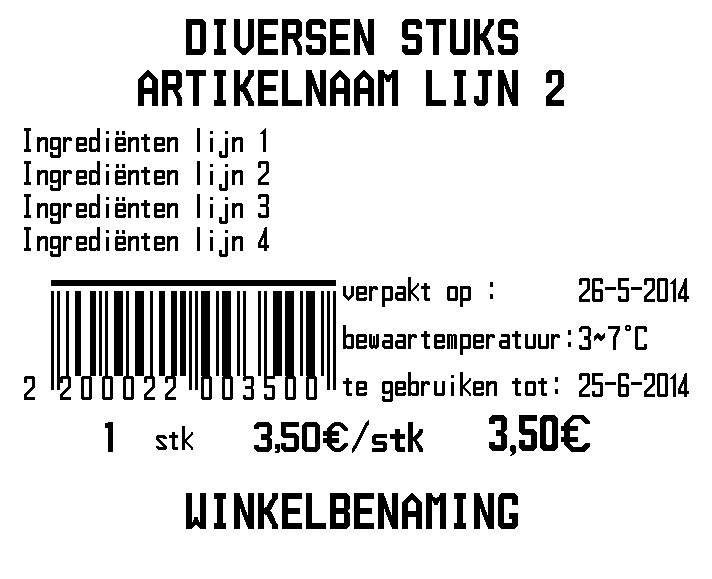 DIVERSEN STUKS
ARTIKELNAAM LIJN 2
Ingrediënten lijn 1
Ingrediënten lijn 2
Ingrediënten lijn 3
Ingrediënten lijn 4
verpakt op : 26-5-2014
bewaartemperatuur:3~7°C
2 200022 003500 te gebruiken tot: 25-6-2014
1 stk 3,50€/stk 3,50€
WINKELBENAMING